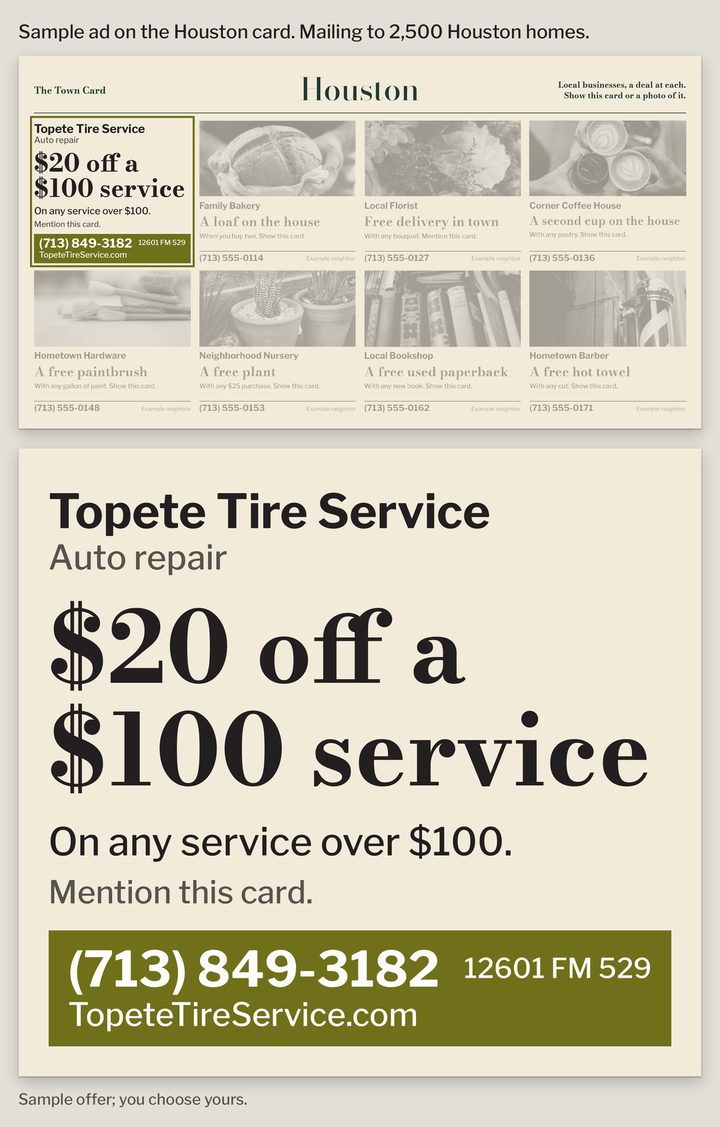 Sample ad on the Houston card. Mailing to 2,500 Houston homes.
The Town Card
Houston
Local businesses, a deal at each.
Show this card or a photo of it.
Topete Tire Service
Auto repair
$20 off a
$100 service
On any service over $100.
Mention this card.
(713) 849-3182 12601 FM 529
TopeteTireService.com
Family Bakery
A loaf on the house
When you buy two. Show this card.
(713) 555-0114 Example neighbor
Local Florist
Free delivery in town
With any bouquet. Mention this card.
(713) 555-0127 Example neighbor
Corner Coffee House
A second cup on the house
With any pastry. Show this card.
(713) 555-0136 Example neighbor
Hometown Hardware
A free paintbrush
With any gallon of paint. Show this card.
(713) 555-0148 Example neighbor
Neighborhood Nursery
A free plant
With any $25 purchase. Show this card.
(713) 555-0153 Example neighbor
Local Bookshop
A free used paperback
With any new book. Show this card.
(713) 555-0162 Example neighbor
Hometown Barber
A free hot towel
With any cut. Show this card.
(713) 555-0171 Example neighbor
Topete Tire Service
Auto repair
$20 off a
$100 service
On any service over $100.
Mention this card.
(713) 849-3182 12601 FM 529
TopeteTireService.com
Sample offer; you choose yours.